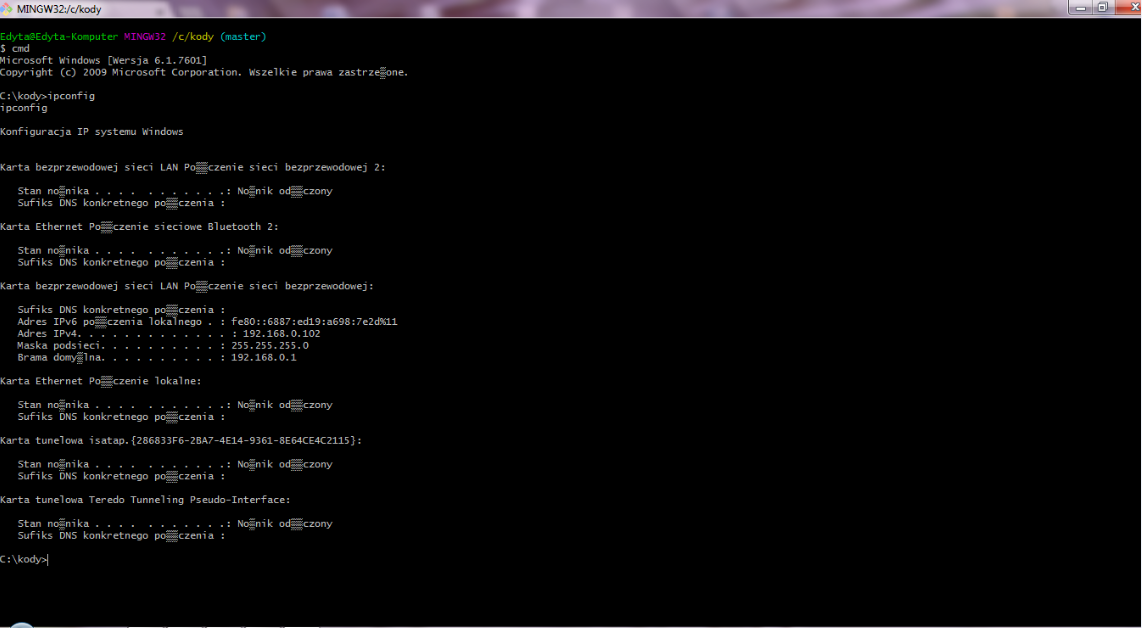 MINGW32:/c/kody
Edyta@Edyta-Komputer MINGW32 /c/kody (master)
$ cmd
Microsoft Windows [Wersja 6.1.7601]
Copyright (c) 2009 Microsoft Corporation. Wszelkie prawa zastrze▒one.
C:\kody>ipconfig
ipconfig
Konfiguracja IP systemu Windows
Karta bezprzewodowej sieci LAN Po▒▒czenie sieci bezprzewodowej 2:
Stan no▒nika . . . .  . . . . . . .: No▒nik od▒▒czony
Sufiks DNS konkretnego po▒▒czenia :
Karta Ethernet Po▒▒czenie sieciowe Bluetooth 2:
Stan no▒nika . . . .  . . . . . . .: No▒nik od▒▒czony
Sufiks DNS konkretnego po▒▒czenia :
Karta bezprzewodowej sieci LAN Po▒▒czenie sieci bezprzewodowej:
Sufiks DNS konkretnego po▒▒czenia :
Adres IPv6 po▒▒czenia lokalnego . : fe80::6887:ed19:a698:7e2d%11
Adres IPv4. . . . . . . . . . . . . : 192.168.0.102
Maska podsieci. . . . . . . . . . : 255.255.255.0
Brama domy▒lna. . . . . . . . . . : 192.168.0.1
Karta Ethernet Po▒▒czenie lokalne:
Stan no▒nika . . . .  . . . . . . .: No▒nik od▒▒czony
Sufiks DNS konkretnego po▒▒czenia :
Karta tunelowa isatap.{286833F6-2BA7-4E14-9361-8E64CE4C2115}:
Stan no▒nika . . . .  . . . . . . .: No▒nik od▒▒czony
Sufiks DNS konkretnego po▒▒czenia :
Karta tunelowa Teredo Tunneling Pseudo-Interface:
Stan no▒nika . . . .  . . . . . . .: No▒nik od▒▒czony
Sufiks DNS konkretnego po▒▒czenia :
C:\kody>